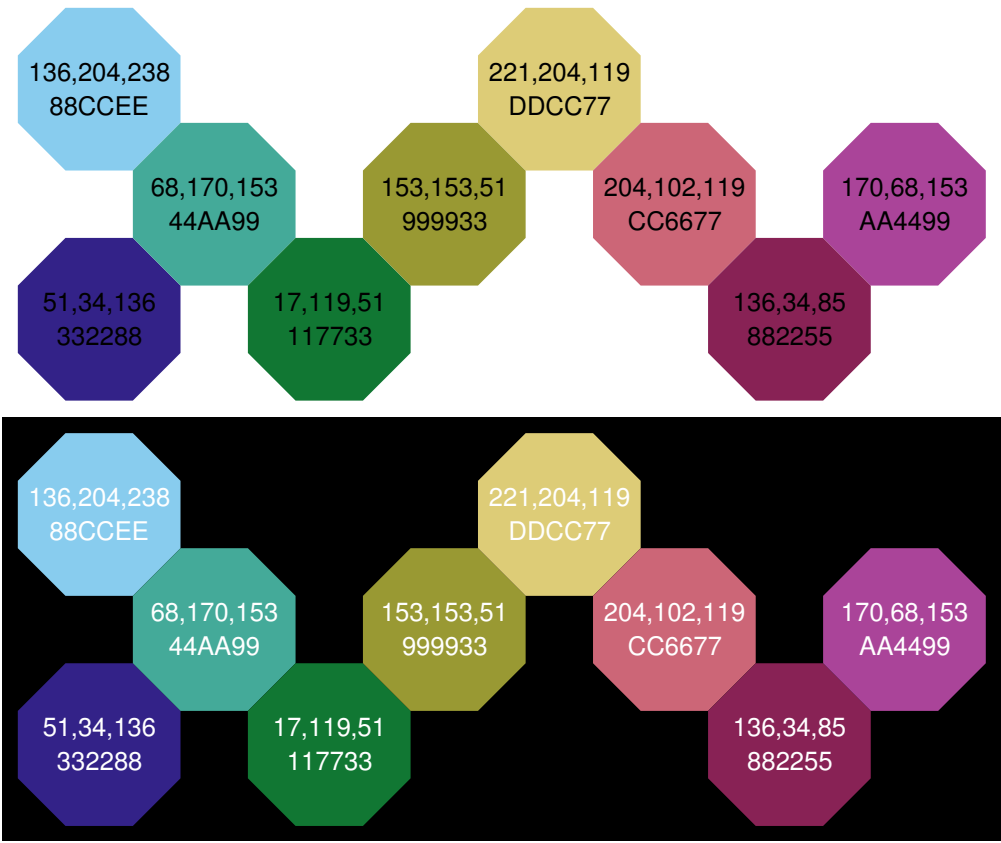 136,204,238
88CCEE
221,204,119
DDCC77
68,170,153
44AA99
153,153,51
999933
204,102,119
CC6677
170,68,153
AA4499
51,34,136
332288
17,119,51
117733
136,34,85
882255
136,204,238
88CCEE
221,204,119
DDCC77
68,170,153
44AA99
153,153,51
999933
204,102,119
CC6677
170,68,153
AA4499
51,34,136
332288
17,119,51
117733
136,34,85
882255